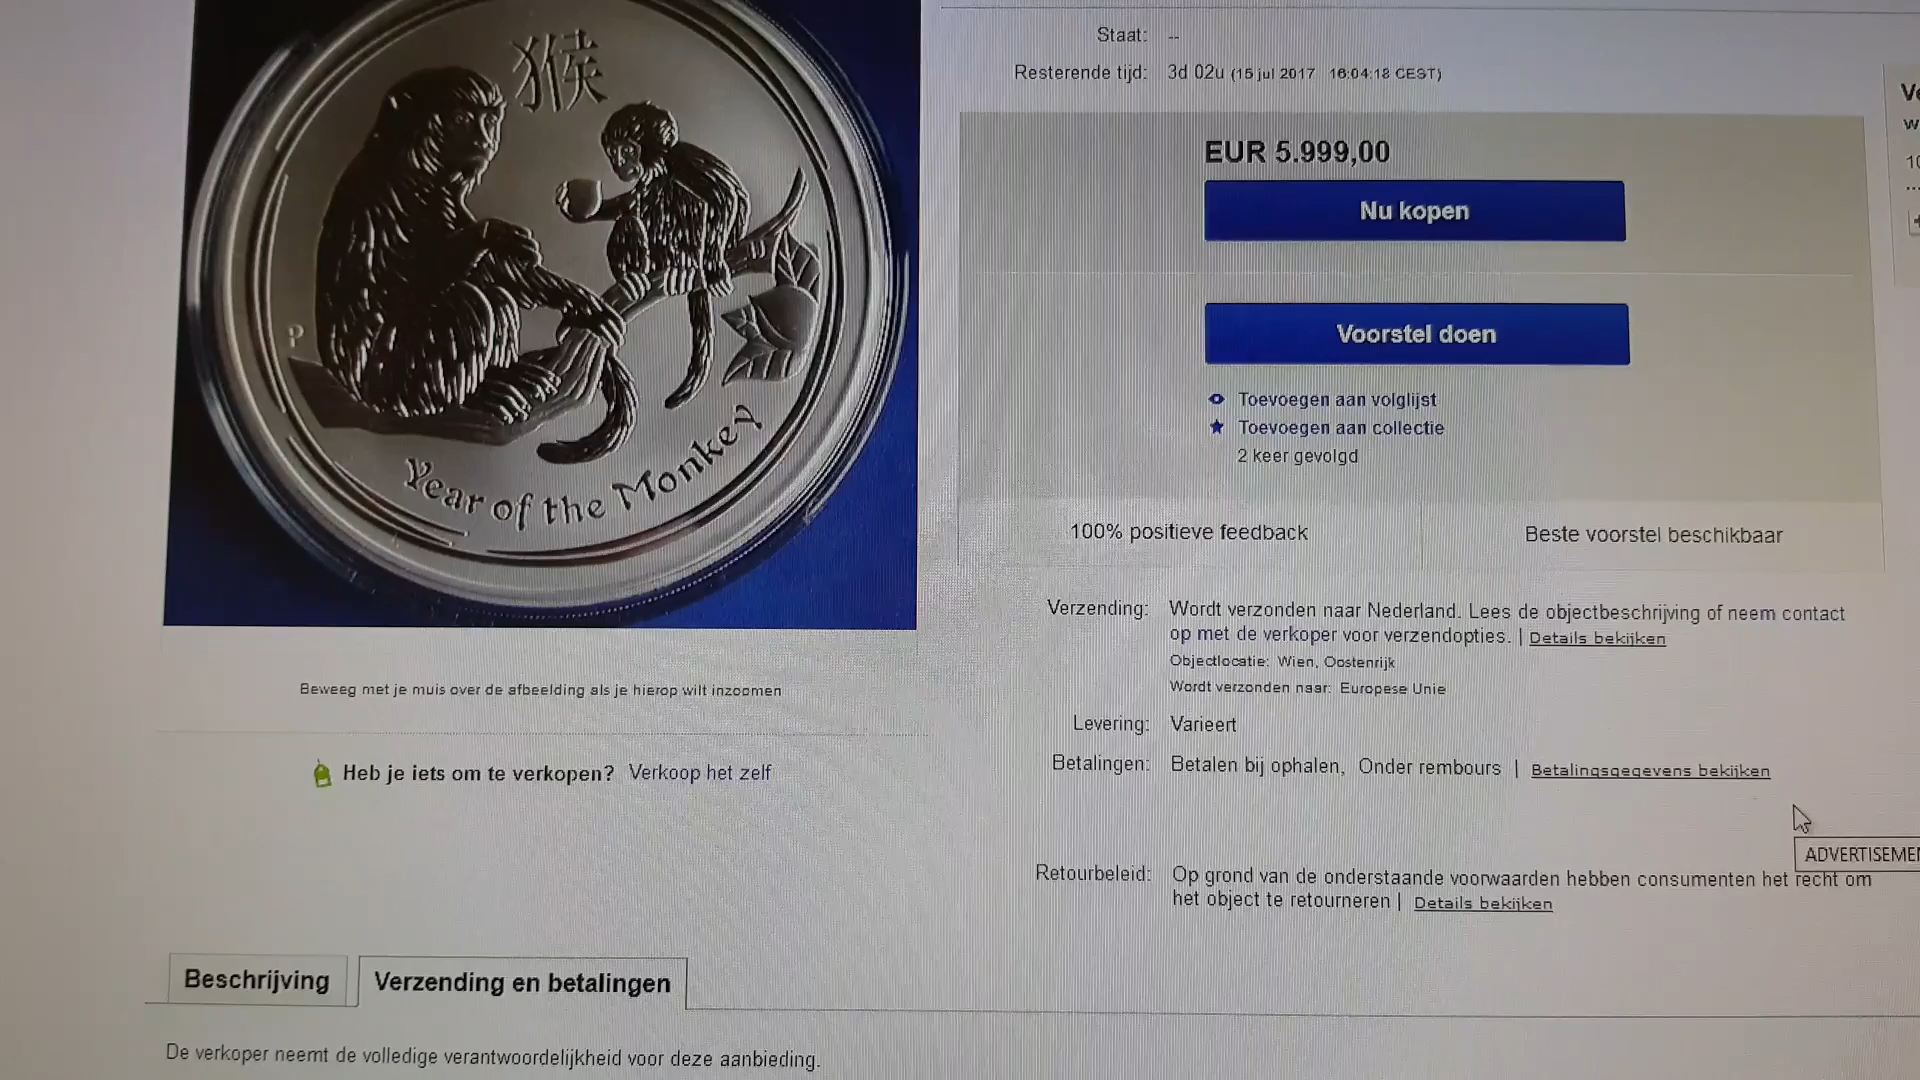 猴
P
Year of the Monkey
Beweeg met je muis over de afbeelding als je hierop wilt inzoomen
Heb je iets om te verkopen? Verkoop het zelf
Staat: --
Resterende tijd: 3d 02u (15 jul 2017 16:04:18 CEST)
EUR 5.999,00
Nu kopen
Voorstel doen
Toevoegen aan volglijst
Toevoegen aan collectie
2 keer gevolgd
100% positieve feedback
Beste voorstel beschikbaar
Verzending: Wordt verzonden naar Nederland. Lees de objectbeschrijving of neem contact
op met de verkoper voor verzendopties. | Details bekijken
Objectlocatie: Wien, Oostenrijk
Wordt verzonden naar: Europese Unie
Levering: Varieert
Betalingen: Betalen bij ophalen, Onder rembours | Betalingsgegevens bekijken
Retourbeleid: Op grond van de onderstaande voorwaarden hebben consumenten het recht om
het object te retourneren | Details bekijken
Beschrijving
Verzending en betalingen
De verkoper neemt de volledige verantwoordelijkheid voor deze aanbieding.